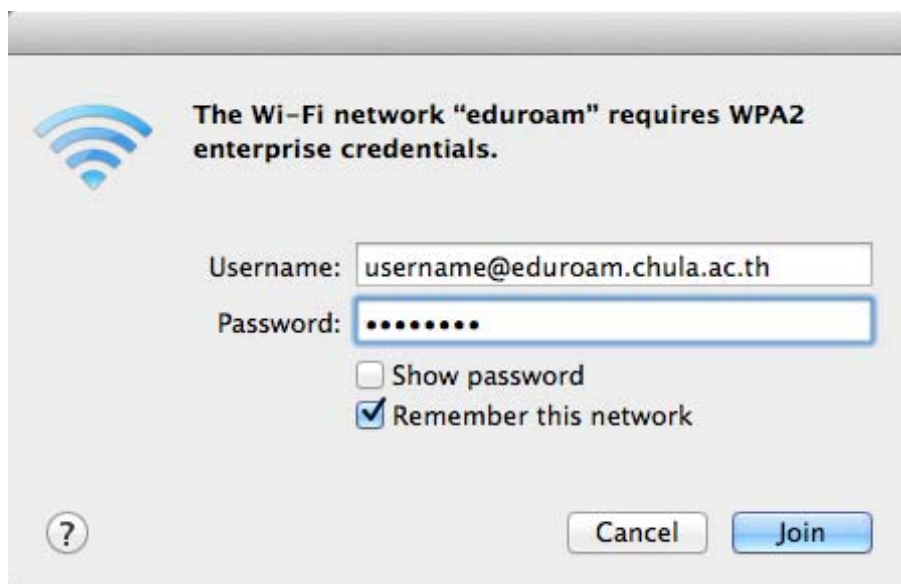 The Wi-Fi network “eduroam” requires WPA2
enterprise credentials.
Username: username@eduroam.chula.ac.th
Password: ••••••••
Show password
Remember this network
? Cancel Join